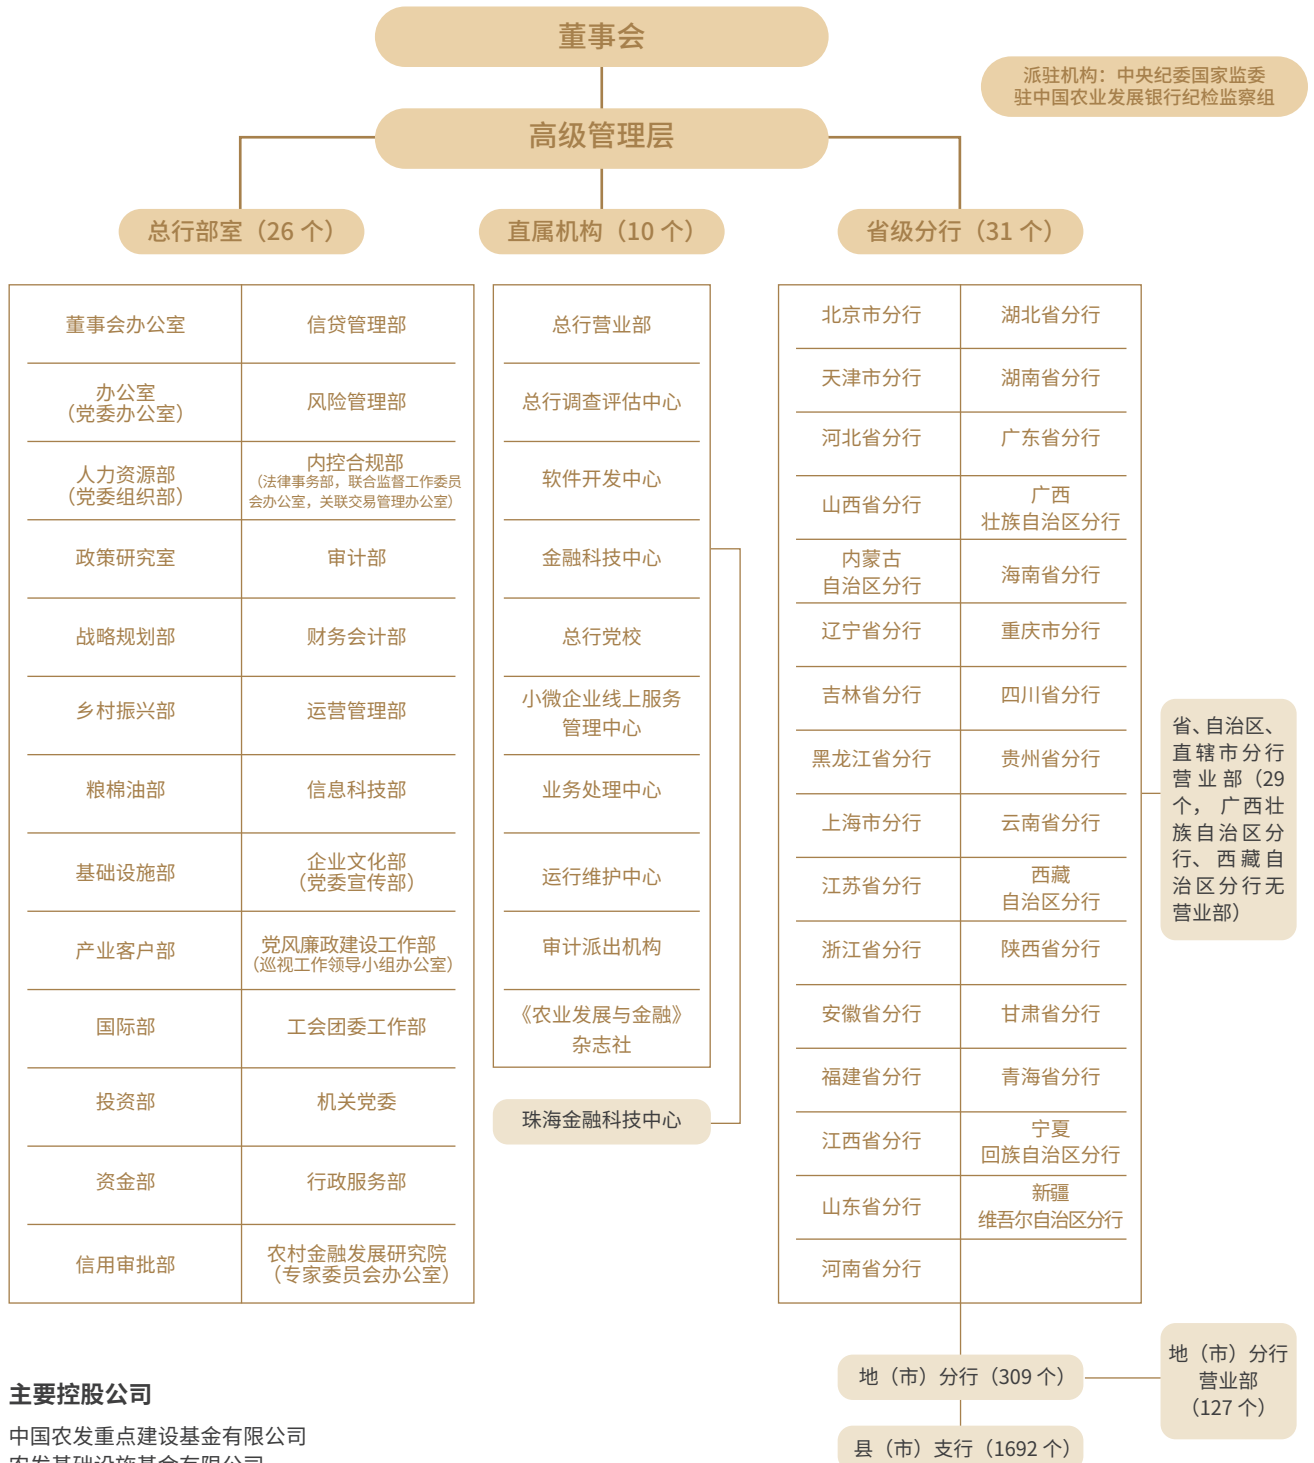 董事会
派驻机构：中央纪委国家监委
驻中国农业发展银行纪检监察组
高级管理层
总行部室（26 个）
直属机构（10 个）
省级分行（31 个）
董事会办公室
信贷管理部
办公室
（党委办公室）
风险管理部
人力资源部
（党委组织部）
内控合规部
（法律事务部，联合监督工作委员
会办公室，关联交易管理办公室）
政策研究室
审计部
战略规划部
财务会计部
乡村振兴部
运营管理部
粮棉油部
信息科技部
基础设施部
企业文化部
（党委宣传部）
产业客户部
党风廉政建设工作部
（巡视工作领导小组办公室）
国际部
工会团委工作部
投资部
机关党委
资金部
行政服务部
信用审批部
农村金融发展研究院
（专家委员会办公室）
总行营业部
总行调查评估中心
软件开发中心
金融科技中心
总行党校
小微企业线上服务
管理中心
业务处理中心
运行维护中心
审计派出机构
《农业发展与金融》
杂志社
珠海金融科技中心
北京市分行
湖北省分行
天津市分行
湖南省分行
河北省分行
广东省分行
山西省分行
广西
壮族自治区分行
内蒙古
自治区分行
海南省分行
辽宁省分行
重庆市分行
吉林省分行
四川省分行
黑龙江省分行
贵州省分行
上海市分行
云南省分行
江苏省分行
西藏
自治区分行
浙江省分行
陕西省分行
安徽省分行
甘肃省分行
福建省分行
青海省分行
江西省分行
宁夏
回族自治区分行
山东省分行
新疆
维吾尔自治区分行
河南省分行
省、自治区、
直辖市分行
营业部（29
个，广西壮
族自治区分
行、西藏自
治区分行无
营业部）
地（市）分行（309 个）
地（市）分行
营业部
（127 个）
县（市）支行（1692 个）
主要控股公司
中国农发重点建设基金有限公司
农发基础设施基金有限公司